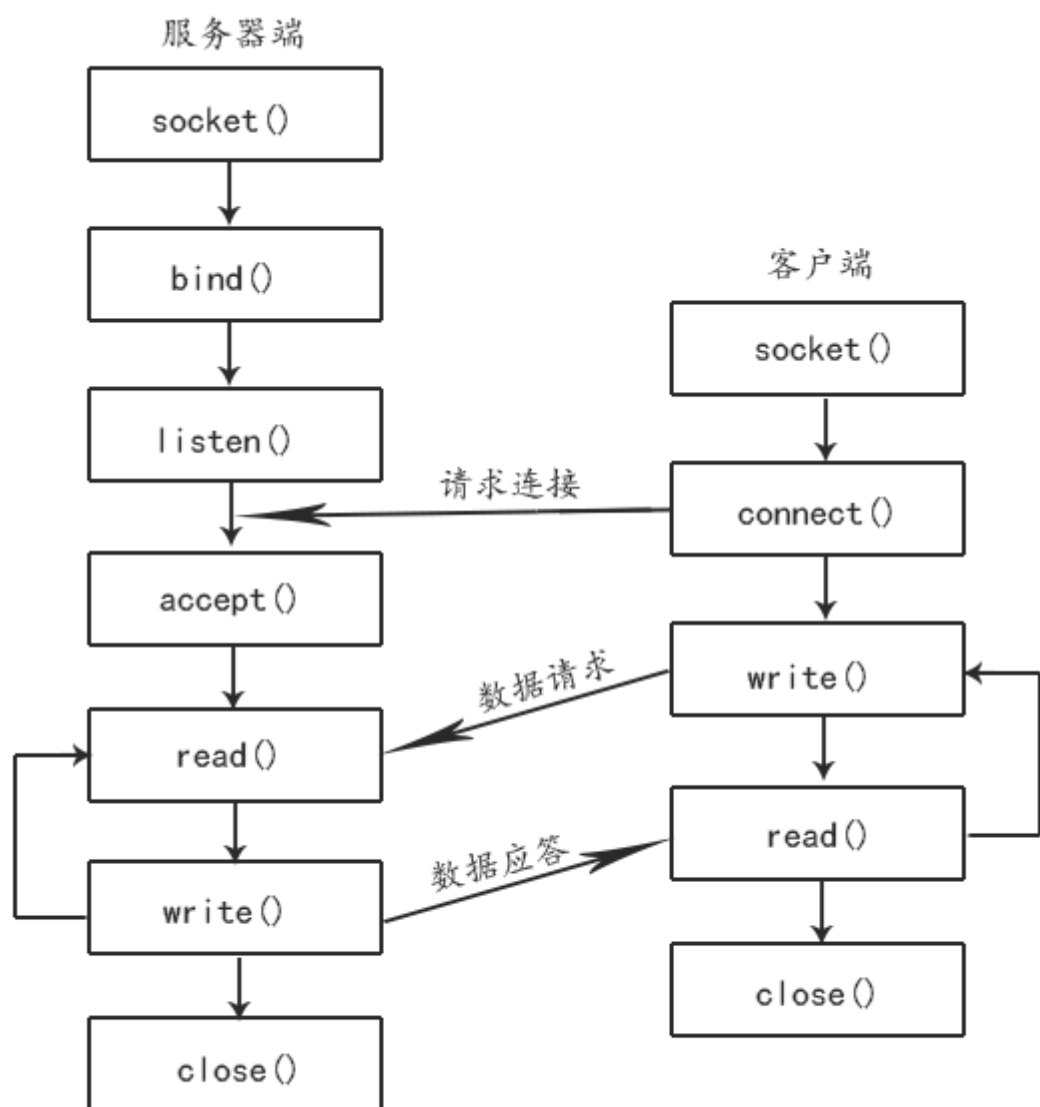 服务器端
socket()
bind()
listen()
accept()
read()
write()
close()
客户端
socket()
connect()
write()
read()
close()
请求连接
数据请求
数据应答